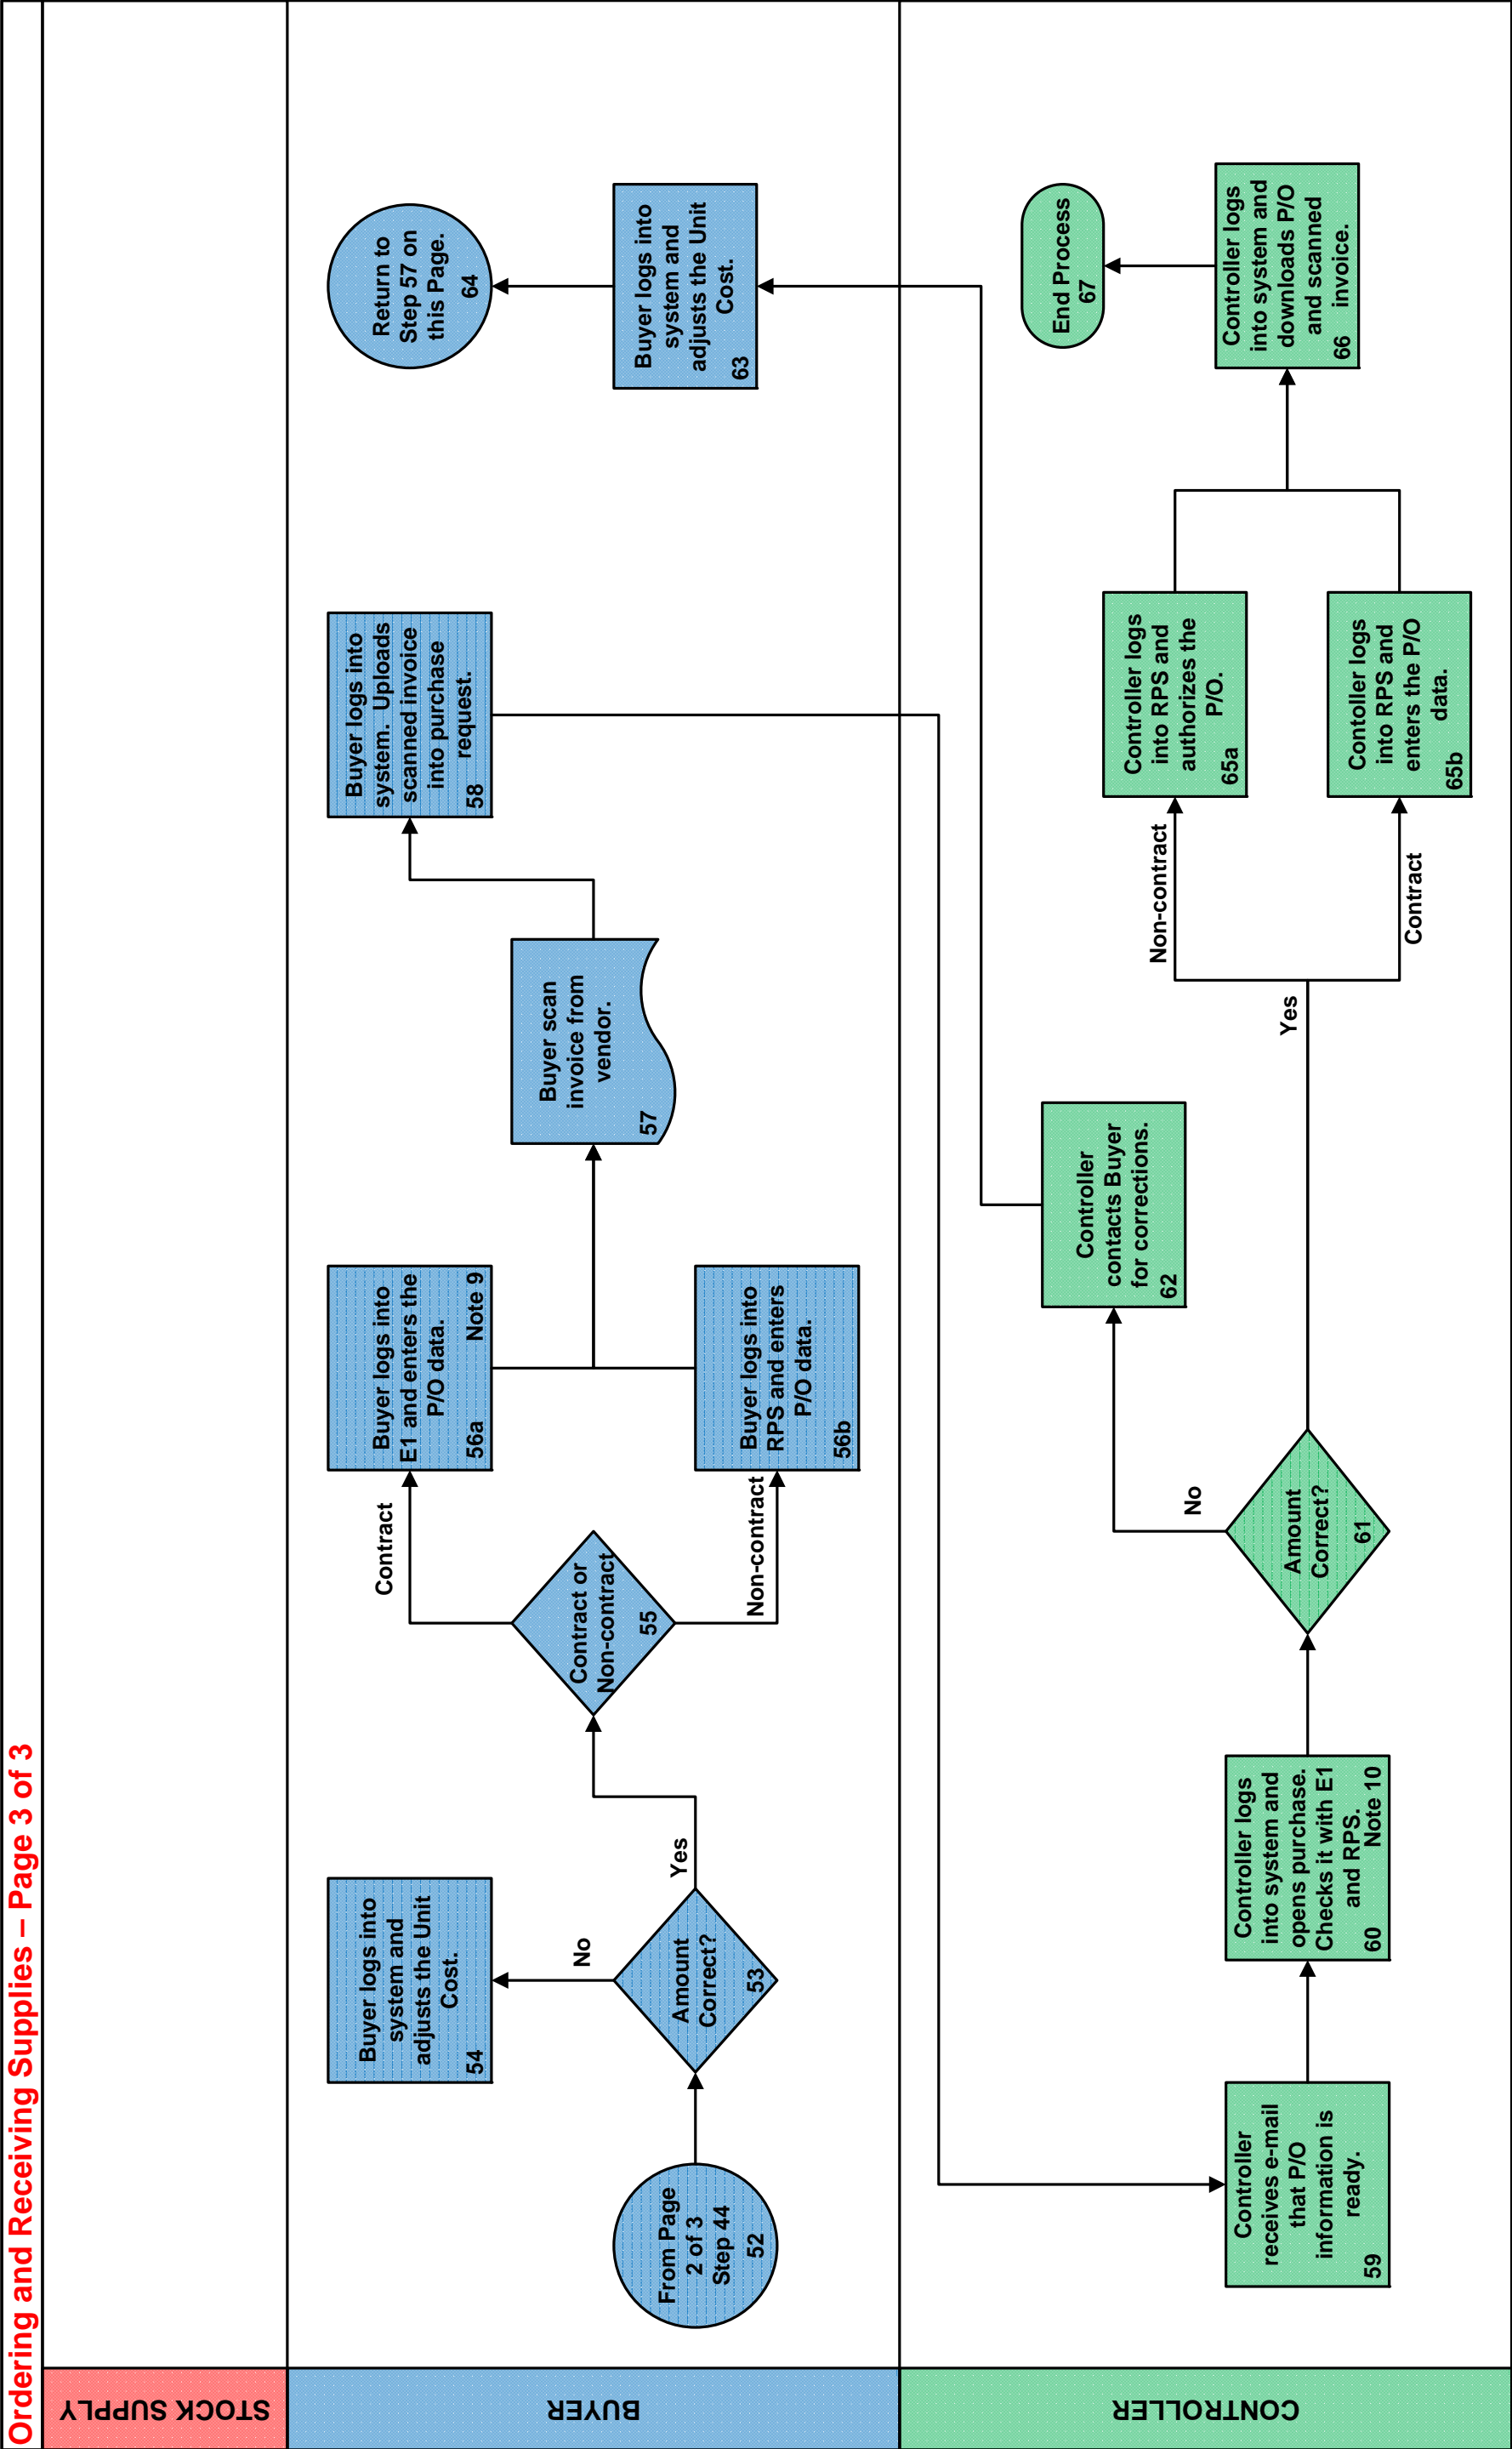 Ordering and Receiving Supplies – Page 3 of 3
STOCK SUPPLY
BUYER
From Page
2 of 3
Step 44
52
Amount
Correct?
53
No
Yes
Buyer logs into
system and
adjusts the Unit
Cost.
54
Contract or
Non-contract
55
Contract
Non-contract
Buyer logs into
E1 and enters the
P/O data.
56a Note 9
Buyer logs into
RPS and enters
P/O data.
56b
Buyer scan
invoice from
vendor.
57
Buyer logs into
system. Uploads
scanned invoice
into purchase
request.
58
Buyer logs into
system and
adjusts the Unit
Cost.
63
Return to
Step 57 on
this Page.
64
CONTROLLER
Controller
receives e-mail
that P/O
information is
ready.
59
Controller logs
into system and
opens purchase.
Checks it with E1
and RPS.
60 Note 10
Amount
Correct?
61
No
Yes
Controller
contacts Buyer
for corrections.
62
Non-contract
Contract
Controller logs
into RPS and
authorizes the
P/O.
65a
Contoller logs
into RPS and
enters the P/O
data.
65b
Controller logs
into system and
downloads P/O
and scanned
invoice.
66
End Process
67